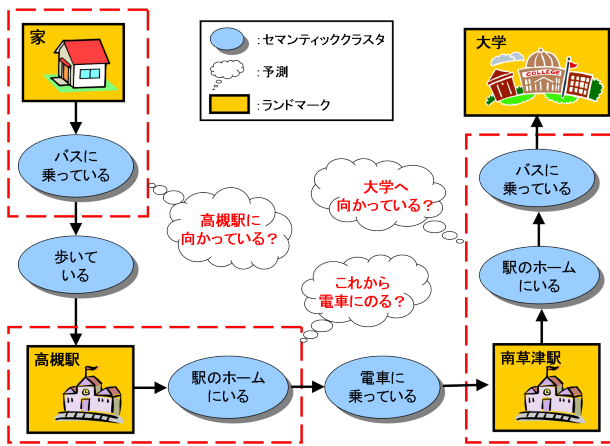 家
:セマンティッククラスタ
:予測
:ランドマーク
大学
COLLEGE
バスに
乗っている
高槻駅に
向かっている?
大学へ
向かっている?
バスに
乗っている
歩いて
いる
これから
電車にのる?
駅のホーム
にいる
高槻駅
駅のホーム
にいる
電車に
乗っている
南草津駅